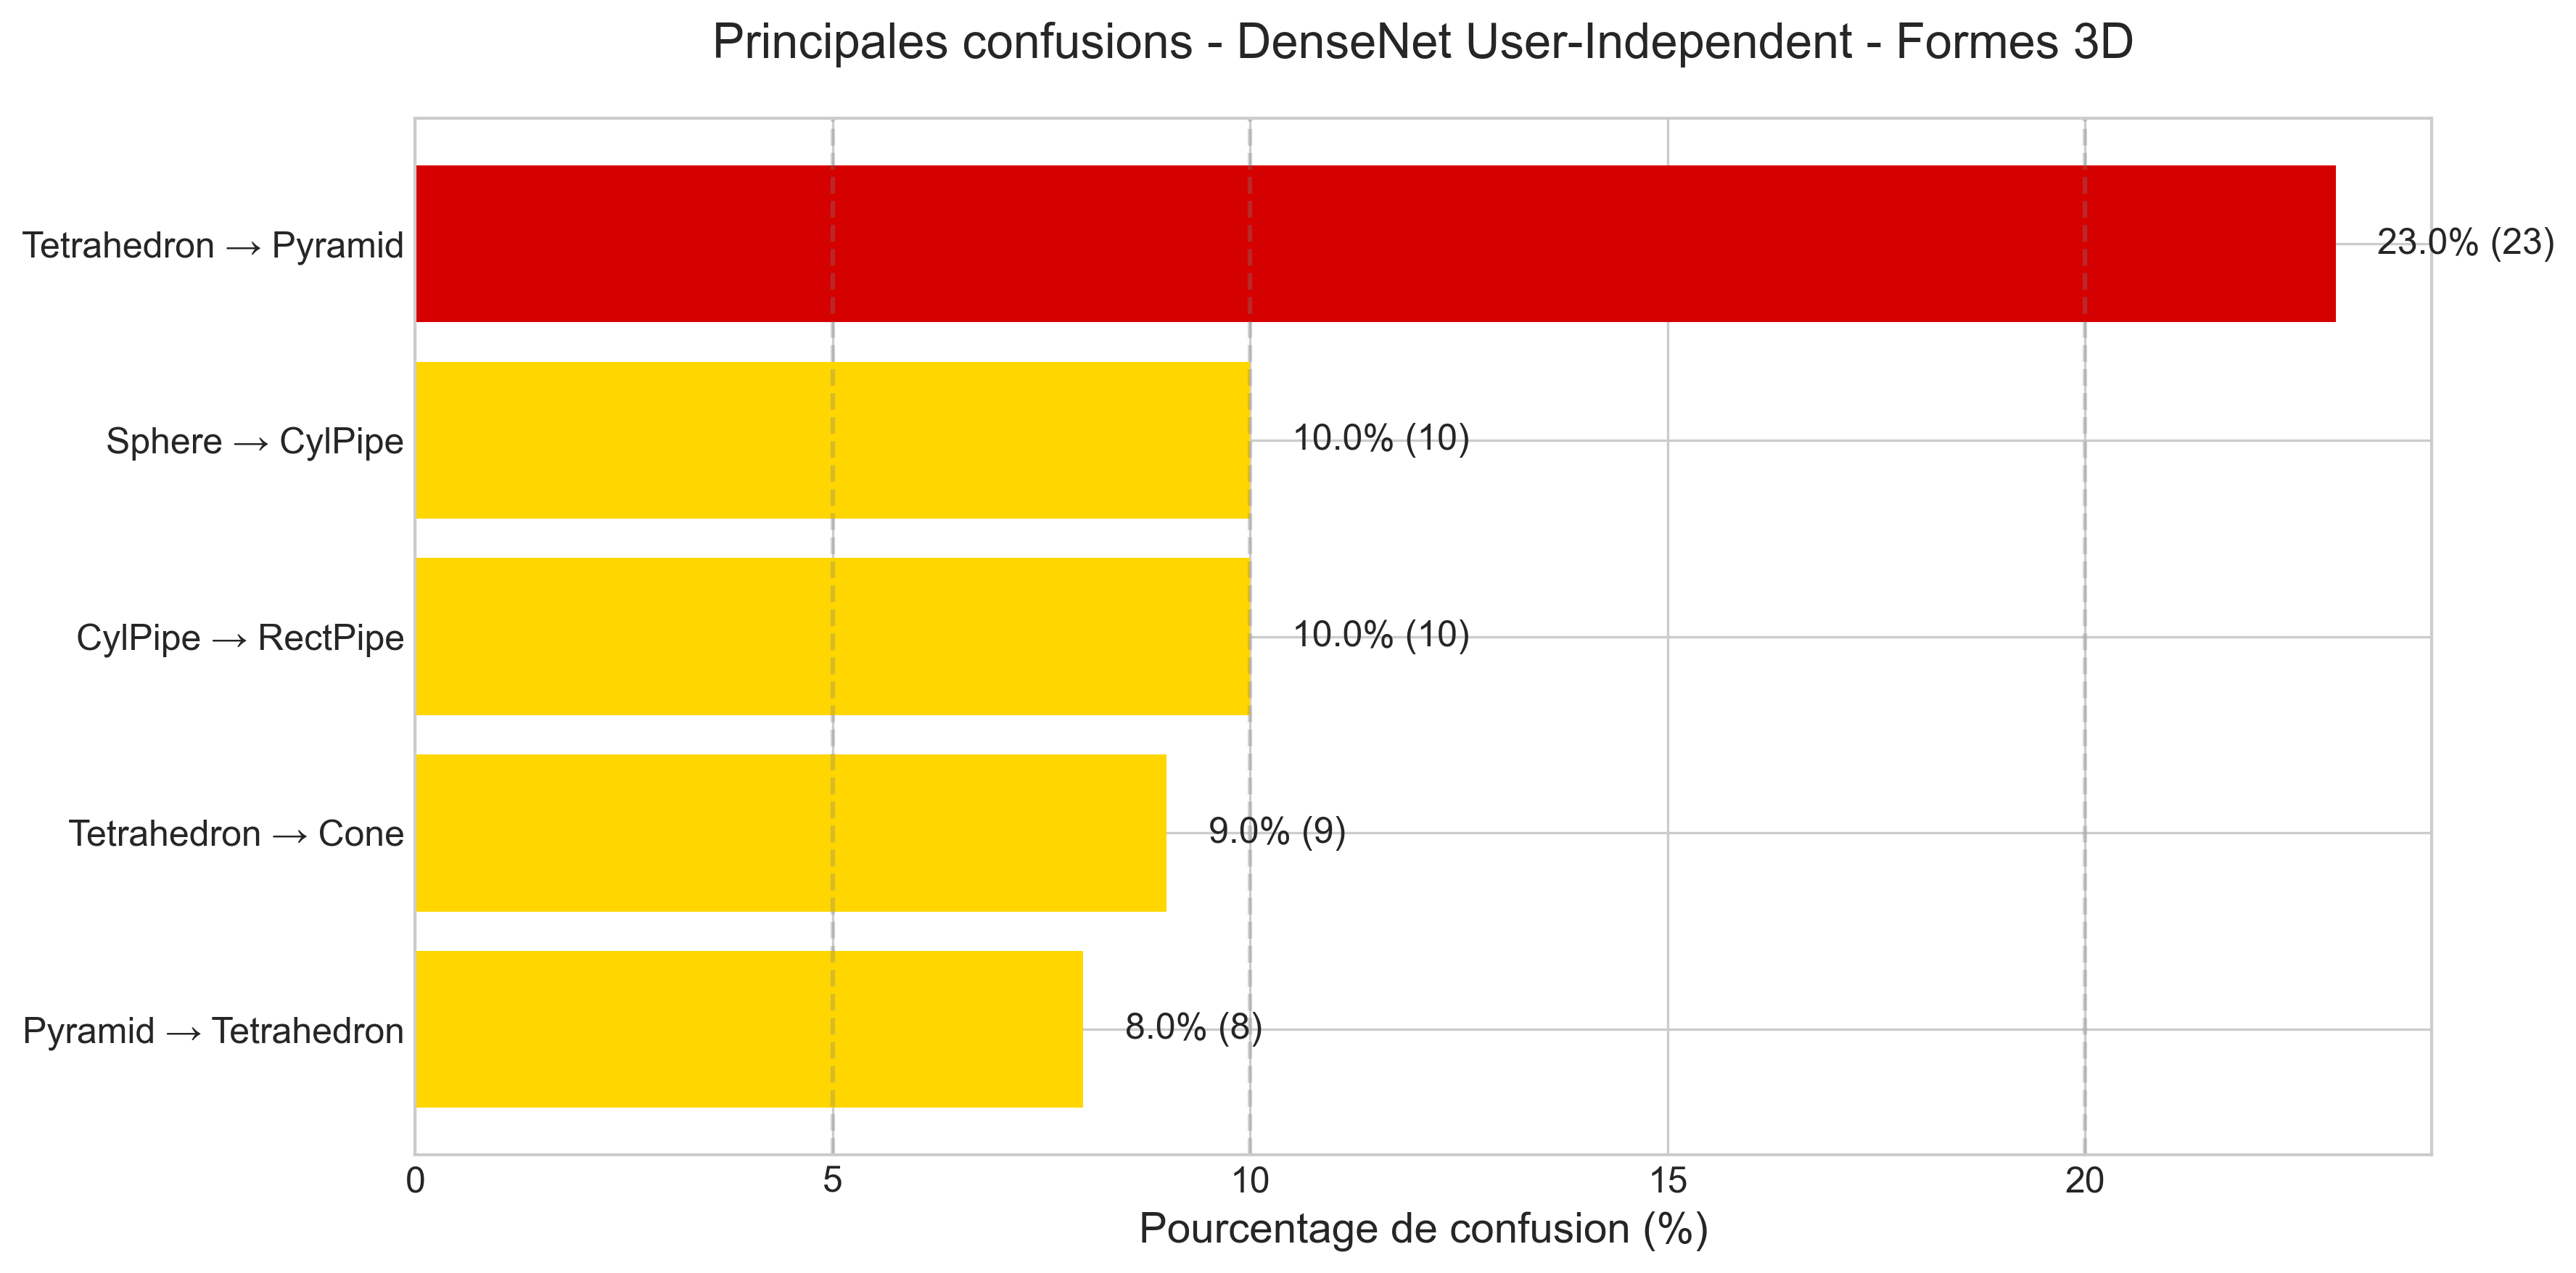 Principales confusions - DenseNet User-Independent - Formes 3D
Tetrahedron → Pyramid
23.0% (23)
Sphere → CylPipe
10.0% (10)
CylPipe → RectPipe
10.0% (10)
Tetrahedron → Cone
9.0% (9)
Pyramid → Tetrahedron
8.0% (8)
0 5 10 15 20
Pourcentage de confusion (%)